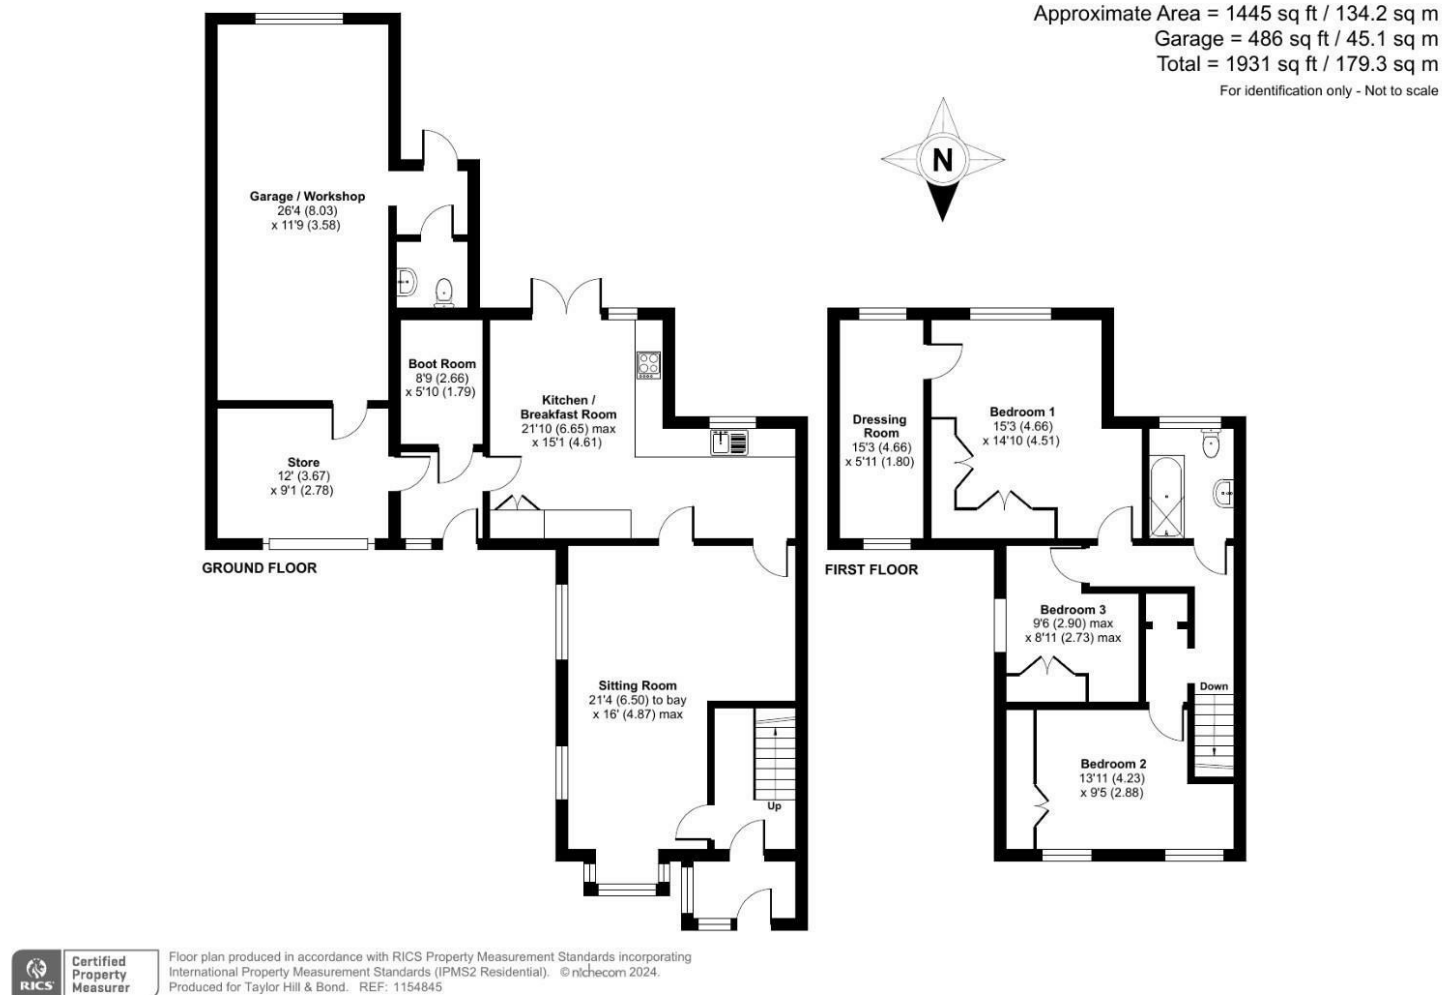 Approximate Area = 1445 sq ft / 134.2 sq m
Garage = 486 sq ft / 45.1 sq m
Total = 1931 sq ft / 179.3 sq m
For identification only - Not to scale
N
Garage / Workshop
26'4 (8.03)
x 11'9 (3.58)
Boot Room
8'9 (2.66)
x 5'10 (1.79)
Kitchen /
Breakfast Room
21'10 (6.65) max
x 15'1 (4.61)
Store
12' (3.67)
x 9'1 (2.78)
GROUND FLOOR
Sitting Room
21'4 (6.50) to bay
x 16' (4.87) max
Up
Dressing
Room
15'3 (4.66)
x 5'11 (1.80)
Bedroom 1
15'3 (4.66)
x 14'10 (4.51)
FIRST FLOOR
Bedroom 3
9'6 (2.90) max
x 8'11 (2.73) max
Down
Bedroom 2
13'11 (4.23)
x 9'5 (2.88)
RICS
Certified
Property
Measurer
Floor plan produced in accordance with RICS Property Measurement Standards incorporating
International Property Measurement Standards (IPMS2 Residential). © nichecom 2024.
Produced for Taylor Hill & Bond. REF: 1154845